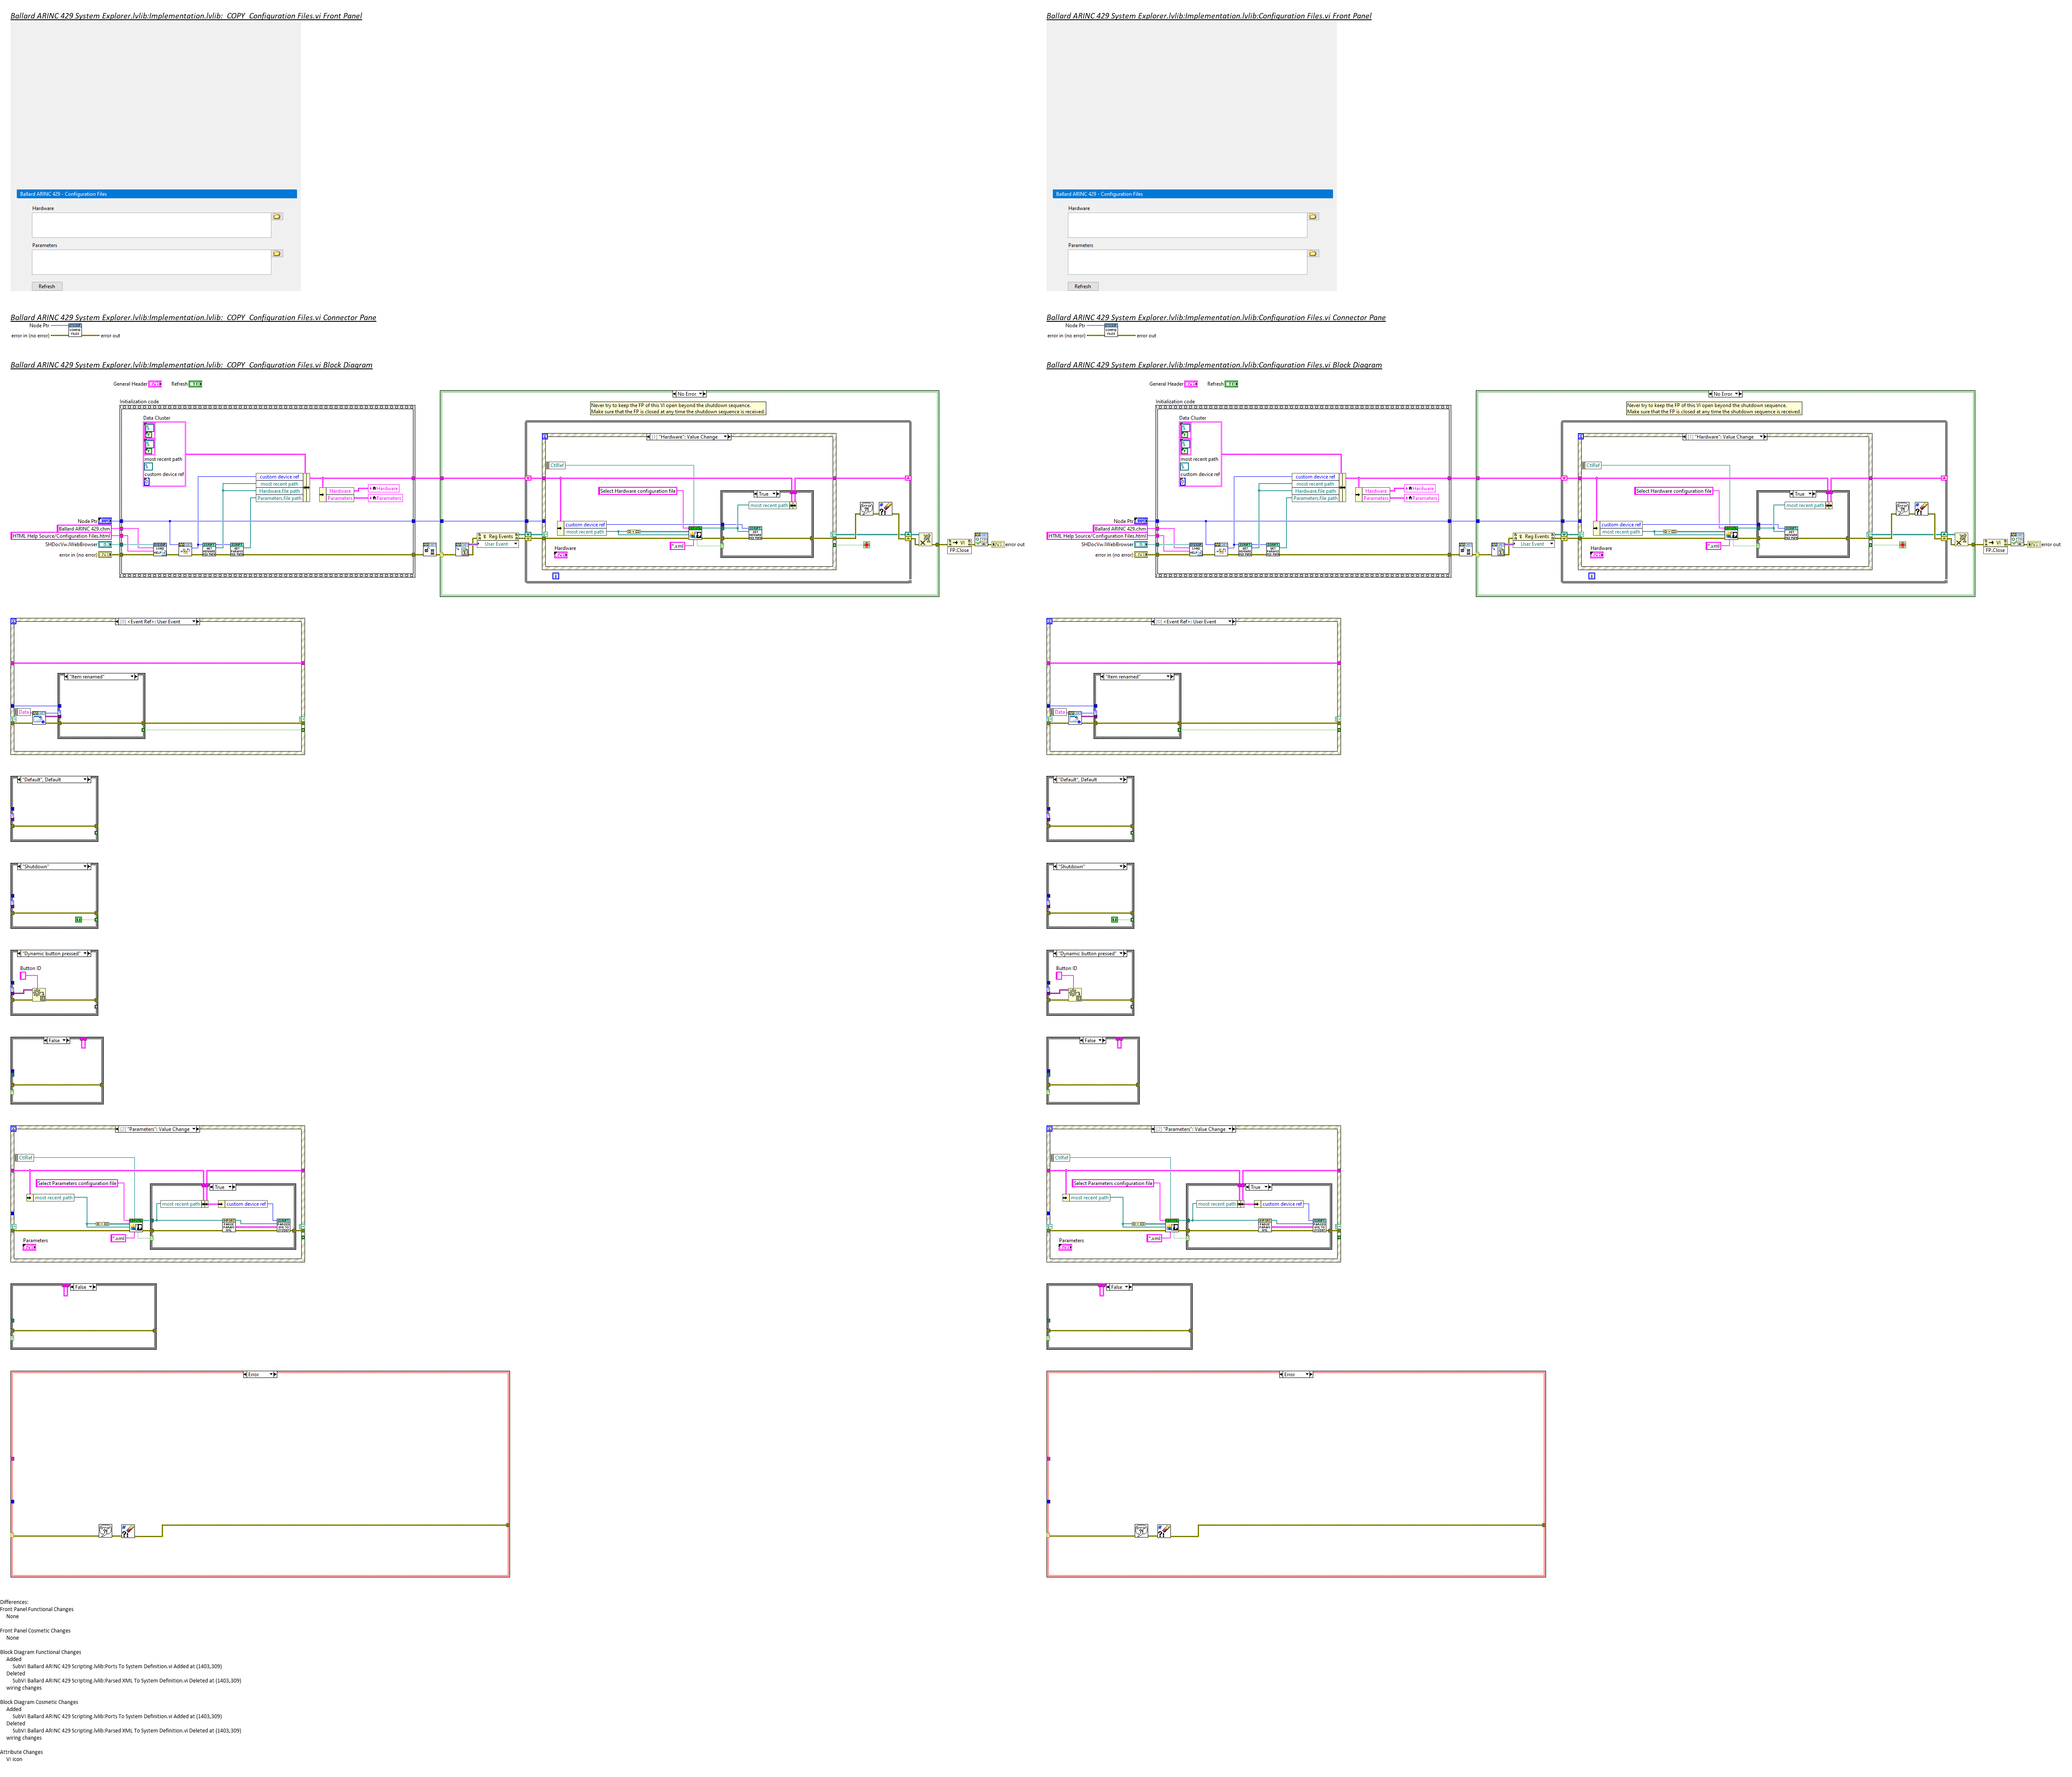 Ballard ARINC 429 System Explorer.lvlib:Implementation.lvlib:_COPY_Configuration Files.vi Front Panel
Ballard ARINC 429 - Configuration Files
Hardware
Parameters
Refresh
Ballard ARINC 429 System Explorer.lvlib:Implementation.lvlib:_COPY_Configuration Files.vi Connector Pane
Node Ptr
error in (no error)
error out
Ballard ARINC 429 System Explorer.lvlib:Implementation.lvlib:_COPY_Configuration Files.vi Block Diagram
General Header
Refresh
Initialization code
Data Cluster
most recent path
custom device ref
custom device ref
most recent path
Hardware.file path
Parameters.file path
Hardware
Parameters
Hardware
Parameters
Node Ptr
Ballard ARINC 429.chm
HTML Help Source/Configuration Files.html
SHDocVw.IWebBrowser
error in (no error)
No Error
Never try to keep the FP of this VI open beyond the shutdown sequence.
Make sure that the FP is closed at any time the shutdown sequence is received.
[1] "Hardware": Value Change
CtlRef
Select Hardware configuration file
True
most recent path
custom device ref
most recent path
*.xml
Hardware
Reg Events
User Event
VI
FP.Close
error out
[0] <Event Ref>: User Event
"Item renamed"
Data
"Default", Default
"Shutdown"
"Dynamic button pressed"
Button ID
False
[2] "Parameters": Value Change
CtlRef
Select Parameters configuration file
True
most recent path
most recent path
custom device ref
*.xml
Parameters
False
Error
Differences:
Front Panel Functional Changes
None
Front Panel Cosmetic Changes
None
Block Diagram Functional Changes
Added
SubVI Ballard ARINC 429 Scripting.lvlib:Ports To System Definition.vi Added at (1403,309)
Deleted
SubVI Ballard ARINC 429 Scripting.lvlib:Parsed XML To System Definition.vi Deleted at (1403,309)
wiring changes
Block Diagram Cosmetic Changes
Added
SubVI Ballard ARINC 429 Scripting.lvlib:Ports To System Definition.vi Added at (1403,309)
Deleted
SubVI Ballard ARINC 429 Scripting.lvlib:Parsed XML To System Definition.vi Deleted at (1403,309)
wiring changes
Attribute Changes
VI icon
Ballard ARINC 429 System Explorer.lvlib:Implementation.lvlib:Configuration Files.vi Front Panel
Ballard ARINC 429 - Configuration Files
Hardware
Parameters
Refresh
Ballard ARINC 429 System Explorer.lvlib:Implementation.lvlib:Configuration Files.vi Connector Pane
Node Ptr
error in (no error)
error out
Ballard ARINC 429 System Explorer.lvlib:Implementation.lvlib:Configuration Files.vi Block Diagram
General Header
Refresh
Initialization code
Data Cluster
most recent path
custom device ref
custom device ref
most recent path
Hardware.file path
Parameters.file path
Hardware
Parameters
Hardware
Parameters
Node Ptr
Ballard ARINC 429.chm
HTML Help Source/Configuration Files.html
SHDocVw.IWebBrowser
error in (no error)
No Error
Never try to keep the FP of this VI open beyond the shutdown sequence.
Make sure that the FP is closed at any time the shutdown sequence is received.
[1] "Hardware": Value Change
CtlRef
Select Hardware configuration file
True
most recent path
custom device ref
most recent path
*.xml
Hardware
Reg Events
User Event
VI
FP.Close
error out
[0] <Event Ref>: User Event
"Item renamed"
Data
"Default", Default
"Shutdown"
"Dynamic button pressed"
Button ID
False
[2] "Parameters": Value Change
CtlRef
Select Parameters configuration file
True
most recent path
most recent path
custom device ref
*.xml
Parameters
False
Error